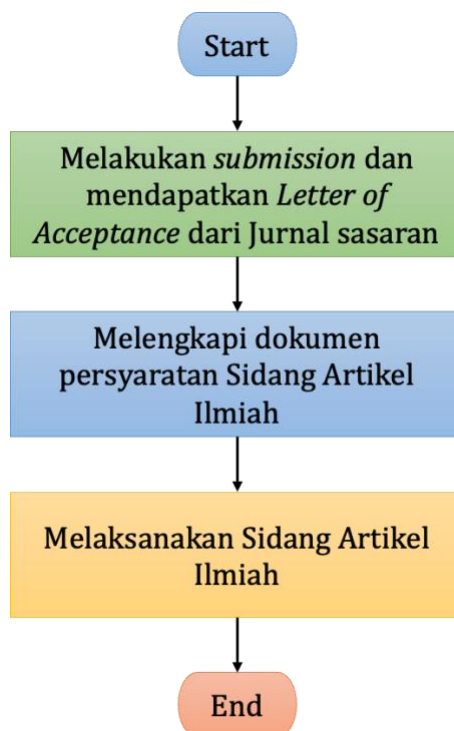 Start
Melakukan submission dan
mendapatkan Letter of
Acceptance dari Jurnal sasaran
Melengkapi dokumen
persyaratan Sidang Artikel
Ilmiah
Melaksanakan Sidang Artikel
Ilmiah
End